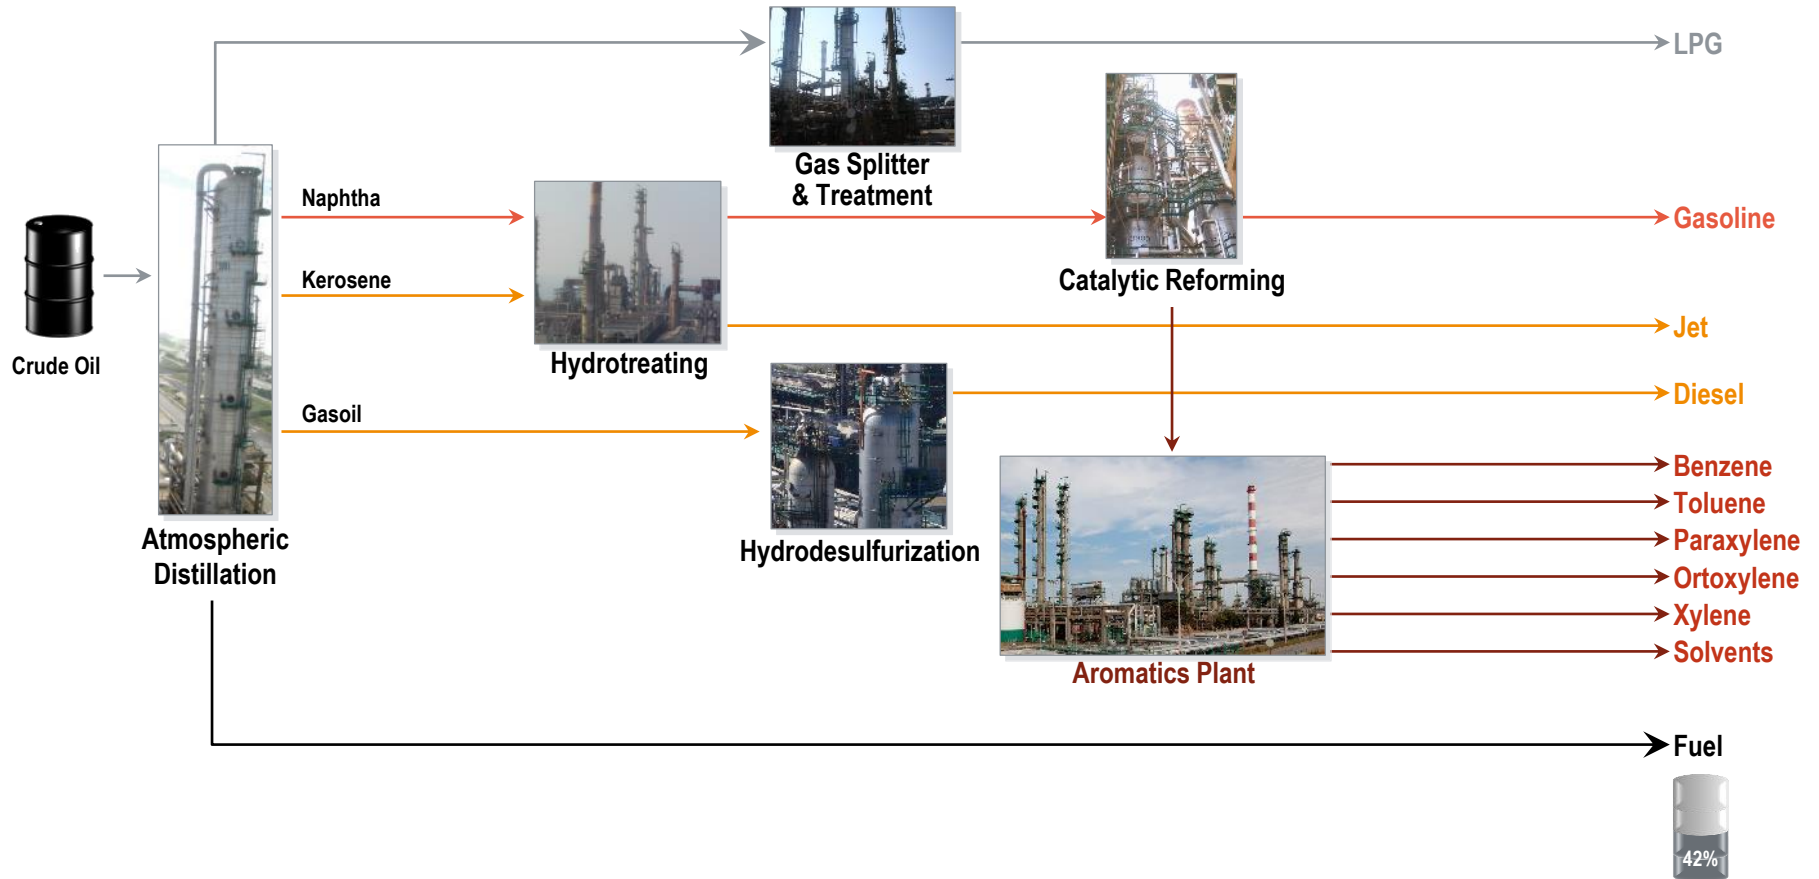 LPG
Gas Splitter
& Treatment
Naphtha
Gasoline
Kerosene
Catalytic Reforming
Jet
Crude Oil
Hydrotreating
Diesel
Gasoil
Benzene
Toluene
Atmospheric
Distillation
Hydrodesulfurization
Paraxylene
Ortoxylene
Xylene
Solvents
Aromatics Plant
Fuel
42%